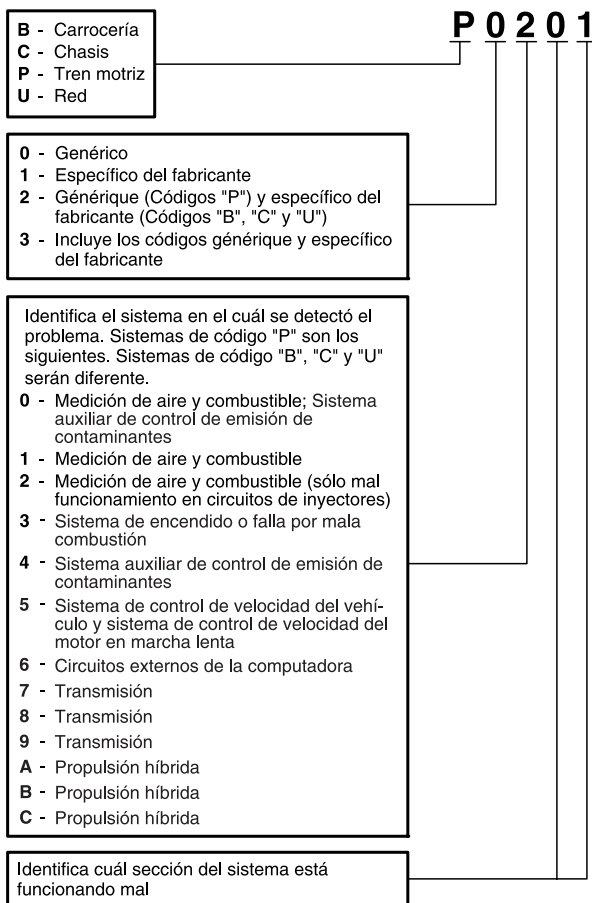 P 0 2 0 1
B - Carrocería
C - Chasis
P - Tren motriz
U - Red
0 - Genérico
1 - Específico del fabricante
2 - Générique (Códigos "P") y específico del
fabricante (Códigos "B", "C" y "U")
3 - Incluye los códigos générique y específico
del fabricante
Identifica el sistema en el cuál se detectó el
problema. Sistemas de código "P" son los
siguientes. Sistemas de código "B", "C" y "U"
serán diferente.
0 - Medición de aire y combustible; Sistema
auxiliar de control de emisión de
contaminantes
1 - Medición de aire y combustible
2 - Medición de aire y combustible (sólo mal
funcionamiento en circuitos de inyectores)
3 - Sistema de encendido o falla por mala
combustión
4 - Sistema auxiliar de control de emisión de
contaminantes
5 - Sistema de control de velocidad del vehí-
culo y sistema de control de velocidad del
motor en marcha lenta
6 - Circuitos externos de la computadora
7 - Transmisión
8 - Transmisión
9 - Transmisión
A - Propulsión híbrida
B - Propulsión híbrida
C - Propulsión híbrida
Identifica cuál sección del sistema está
funcionando mal